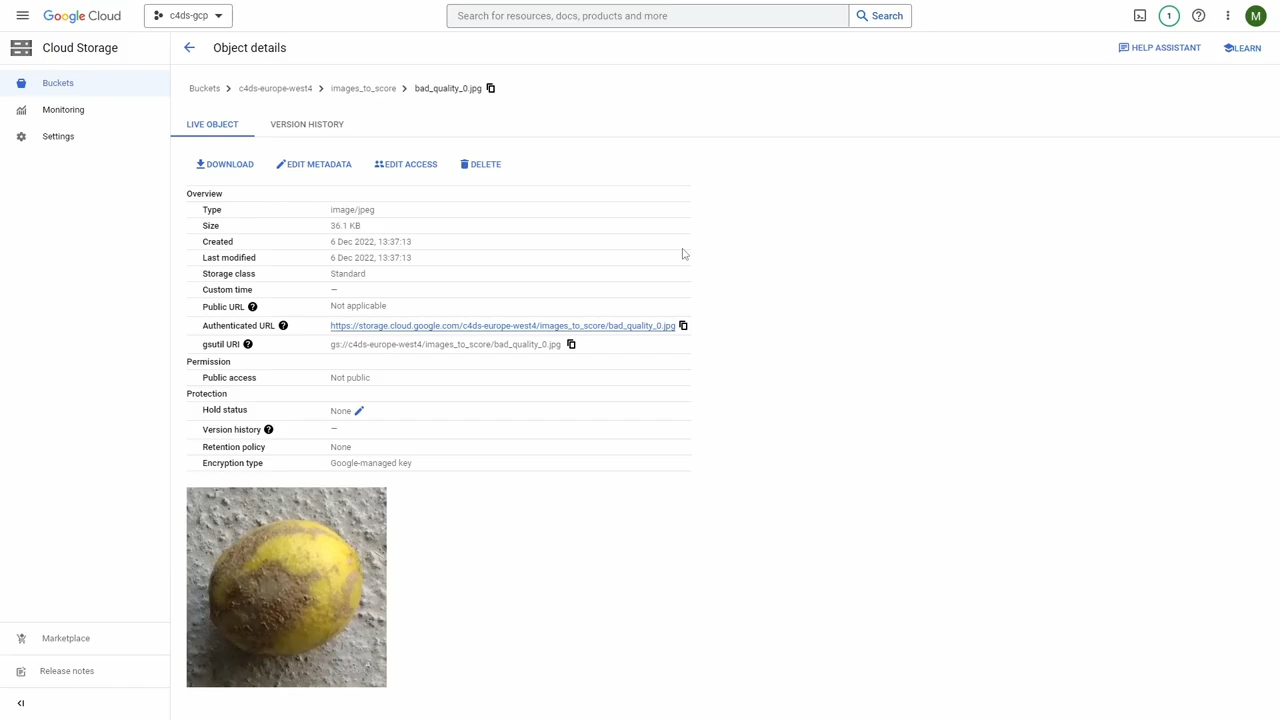 Google Cloud
c4ds-gcp
Search for resources, docs, products and more
Search
1
M
Cloud Storage
Object details
HELP ASSISTANT
LEARN
Buckets
Monitoring
Settings
Buckets > c4ds-europe-west4 > images_to_score > bad_quality_0.jpg
LIVE OBJECT
VERSION HISTORY
DOWNLOAD
EDIT METADATA
EDIT ACCESS
DELETE
Overview
Type image/jpeg
Size 36.1 KB
Created 6 Dec 2022, 13:37:13
Last modified 6 Dec 2022, 13:37:13
Storage class Standard
Custom time —
Public URL Not applicable
Authenticated URL https://storage.cloud.google.com/c4ds-europe-west4/images_to_score/bad_quality_0.jpg
gsutil URI gs://c4ds-europe-west4/images_to_score/bad_quality_0.jpg
Permission
Public access Not public
Protection
Hold status None
Version history —
Retention policy None
Encryption type Google-managed key
Marketplace
Release notes